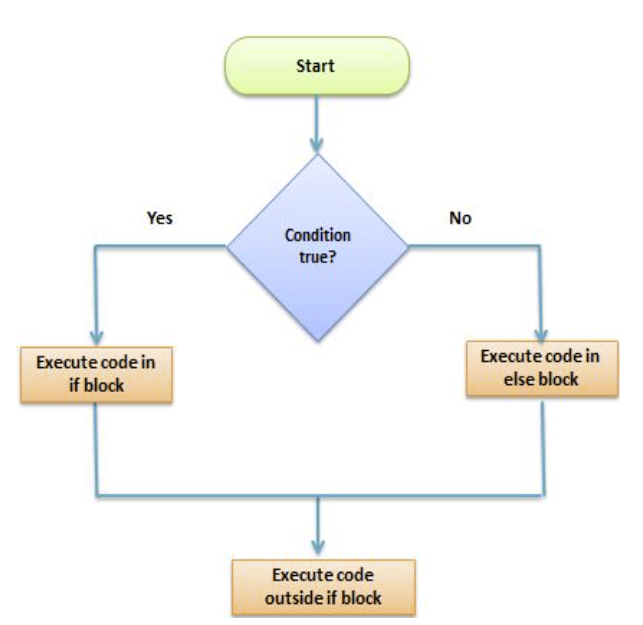 Start
Yes
No
Condition
true?
Execute code in
if block
Execute code in
else block
Execute code
outside if block